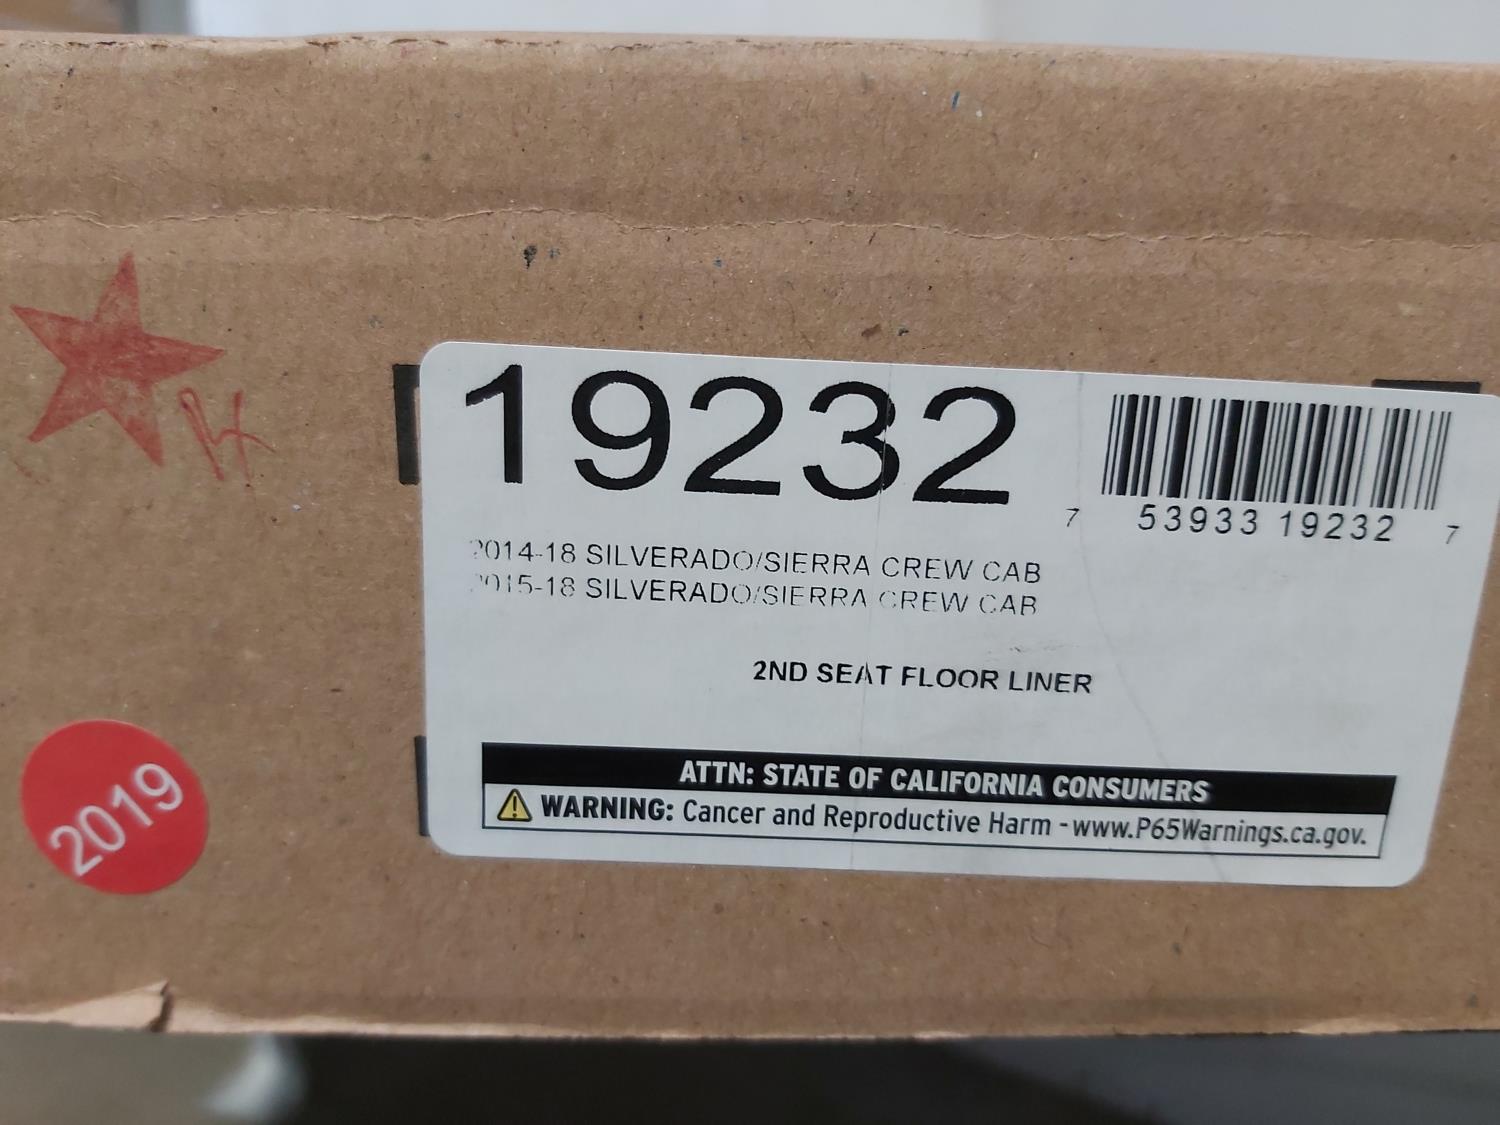 19232
7 53933 19232 7
2014-18 SILVERADO/SIERRA CREW CAB
2015-18 SILVERADO/SIERRA CREW CAB
2ND SEAT FLOOR LINER
ATTN: STATE OF CALIFORNIA CONSUMERS
WARNING: Cancer and Reproductive Harm - www.P65Warnings.ca.gov.
2019